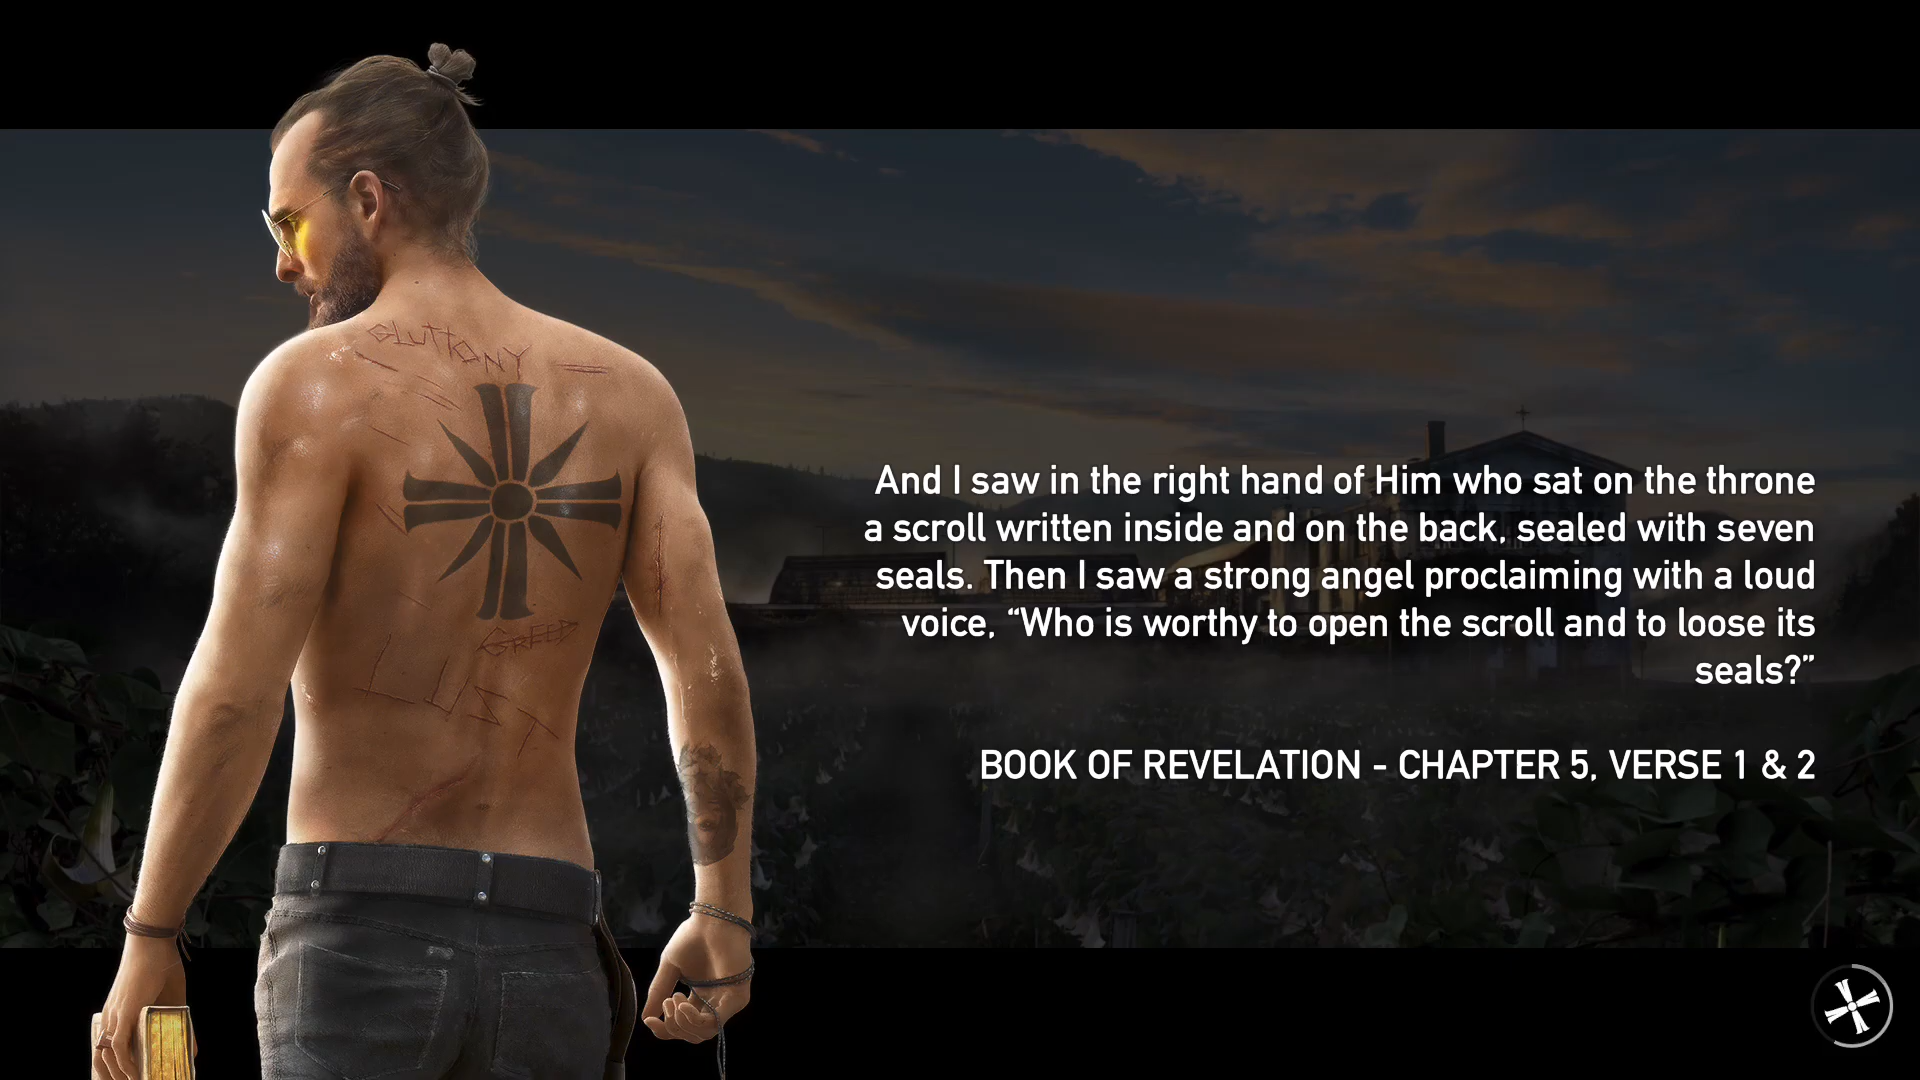 GLUTTONY
GREED
LUST
And I saw in the right hand of Him who sat on the throne
a scroll written inside and on the back, sealed with seven
seals. Then I saw a strong angel proclaiming with a loud
voice, “Who is worthy to open the scroll and to loose its
seals?”
BOOK OF REVELATION - CHAPTER 5, VERSE 1 & 2